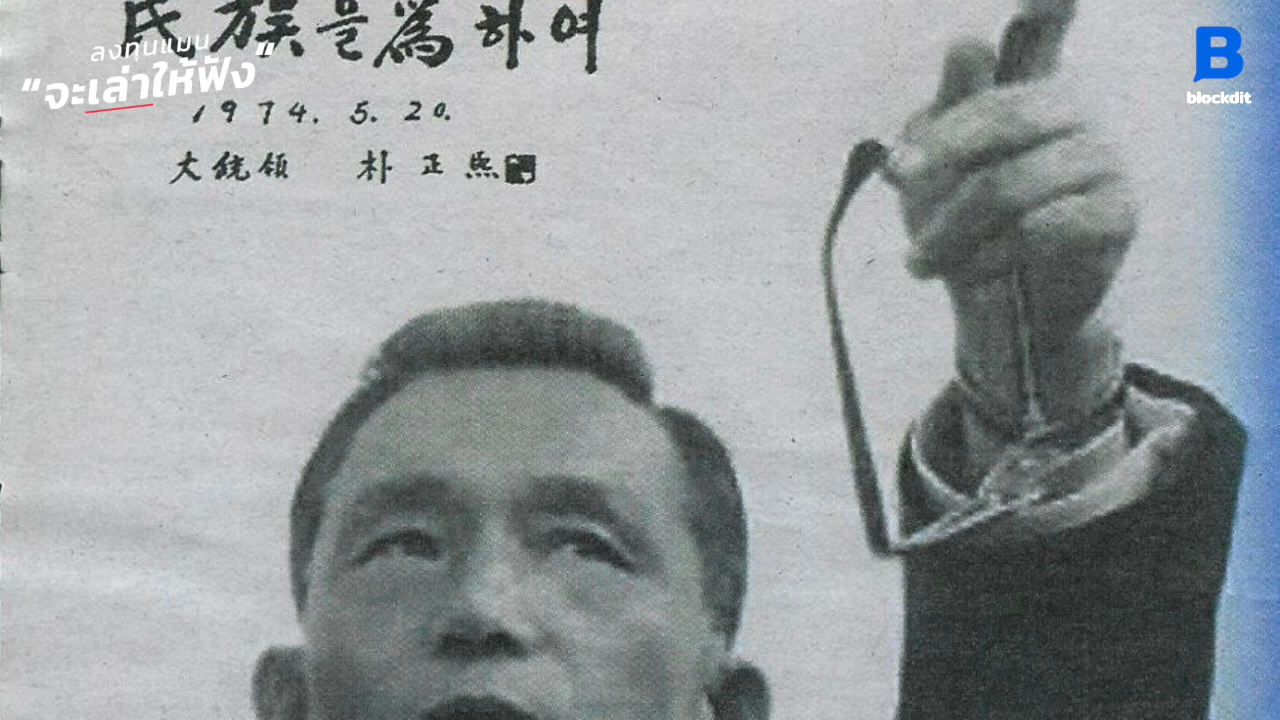 民族을爲하여
ลงทุนแมน
“จะเล่าให้ฟัง”
1974. 5. 20.
大統領 朴正熙
B
blockdit